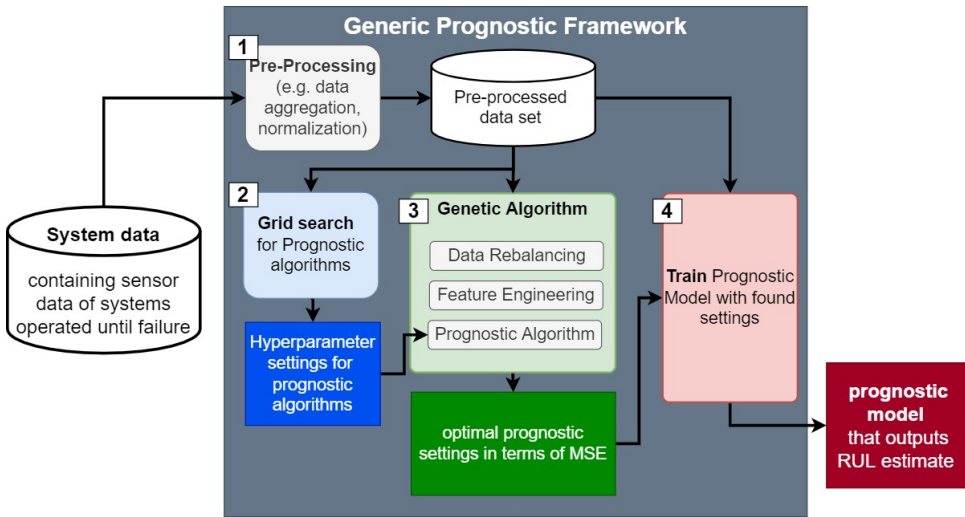 Generic Prognostic Framework
1
Pre-Processing
(e.g. data
aggregation,
normalization)
Pre-processed
data set
System data
containing sensor
data of systems
operated until failure
2
Grid search
for Prognostic
algorithms
Hyperparameter
settings for
prognostic
algorithms
3
Genetic Algorithm
Data Rebalancing
Feature Engineering
Prognostic Algorithm
optimal prognostic
settings in terms of MSE
4
Train Prognostic
Model with found
settings
prognostic
model
that outputs
RUL estimate